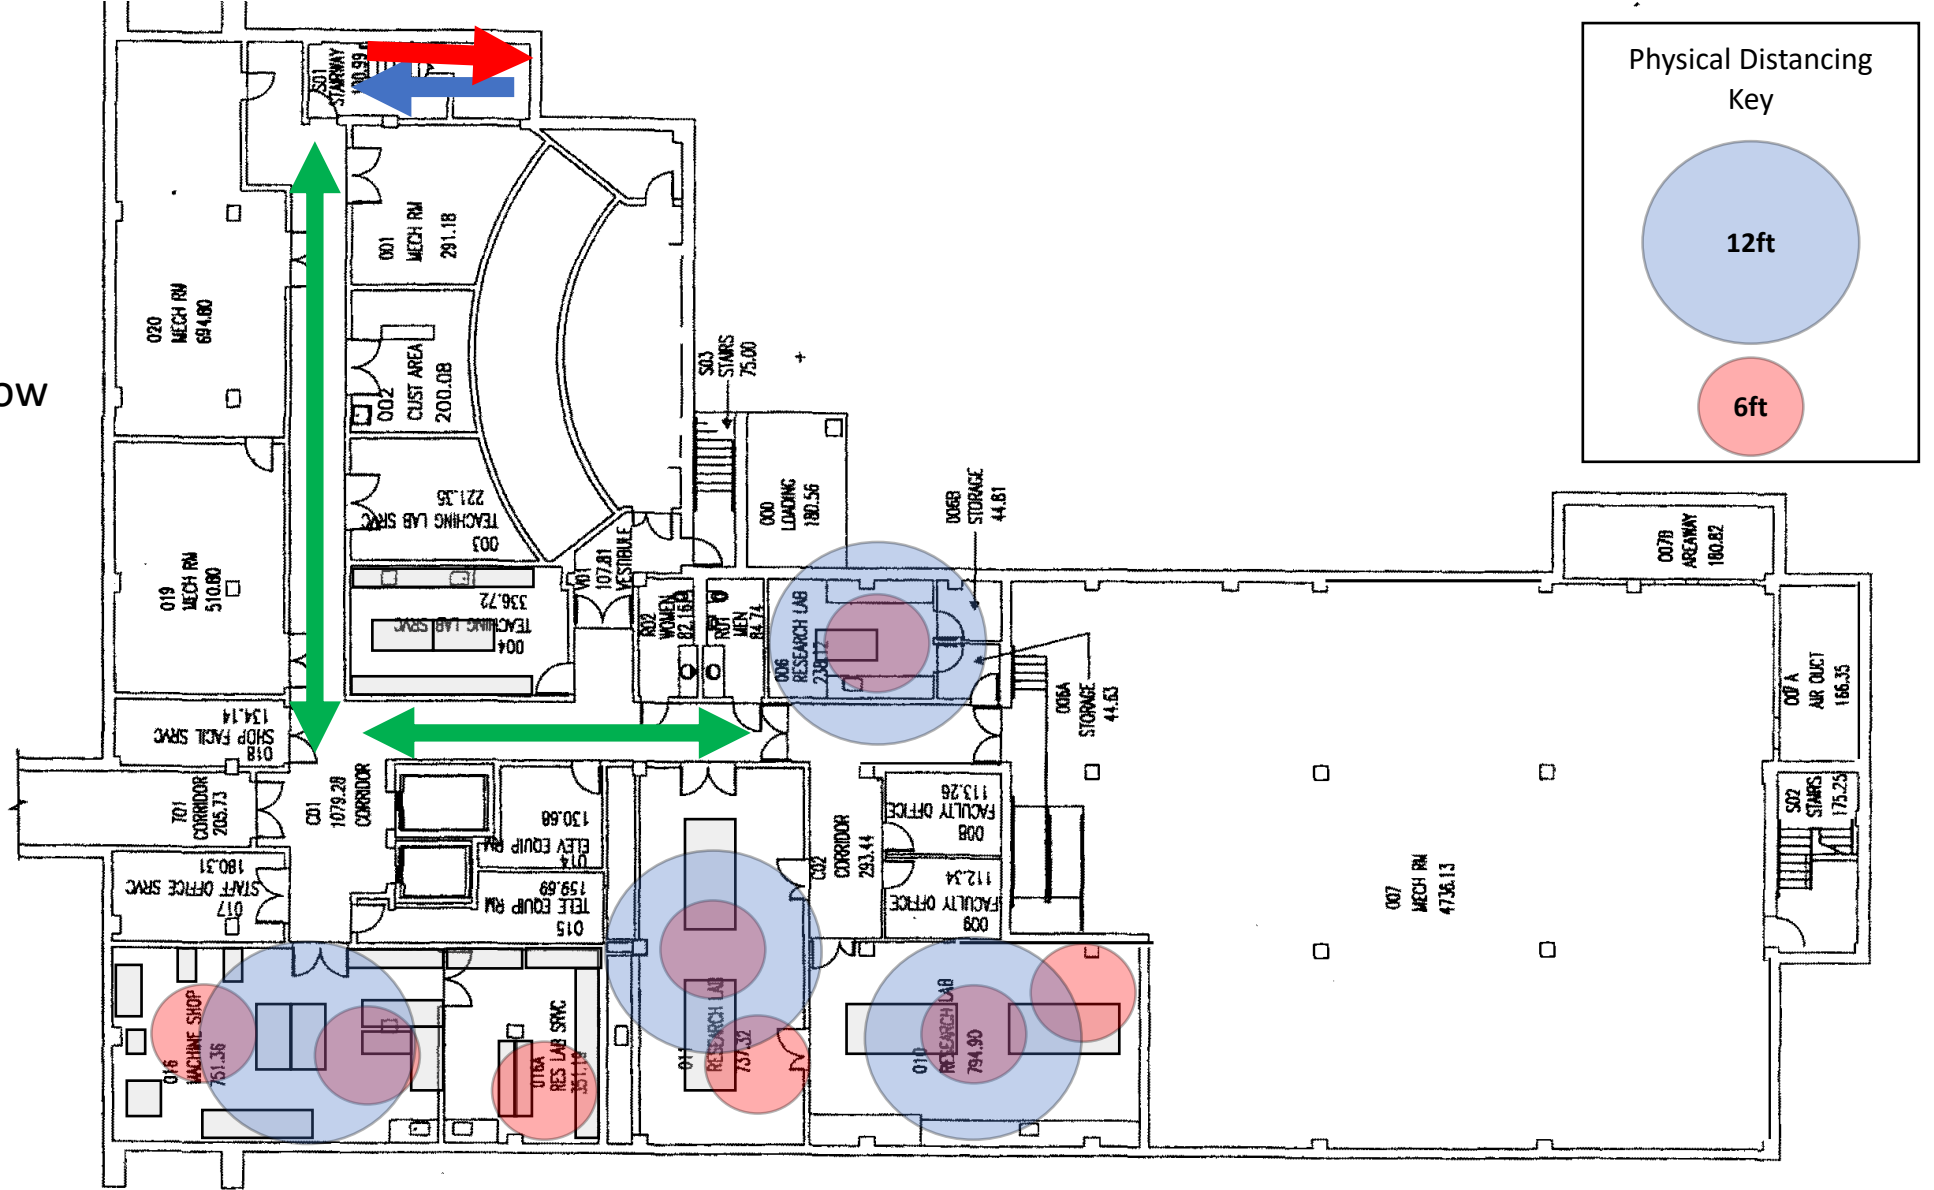 Physical Distancing
Key
12ft
6ft
ow
S01
STAIRWAY
001
MECH RM
291.18
020
MECH RM
694.80
002
CUST AREA
200.08
S03
STAIRS
75.00
003
TEACHING LAB SRVC
221.35
000
LOADING
180.56
006B
STORAGE
44.81
007B
AREAWAY
180.82
019
MECH RM
510.80
V01
107.81
VESTIBULE
004
TEACHING LAB SRVC
336.72
R02
WOMEN
R01
MEN
84.74
006
RESEARCH LAB
006A
STORAGE
44.63
007A
AIR DUCT
166.35
018
SHOP FACIL SRVC
134.14
T01
CORRIDOR
205.73
C01
1079.28
CORRIDOR
014
ELEV EQUIP RM
130.68
015
TELE EQUIP RM
159.69
C02
CORRIDOR
293.44
008
FACULTY OFFICE
113.26
009
FACULTY OFFICE
112.34
007
MECH RM
4736.13
S02
STAIRS
175.25
017
STAFF OFFICE SRVC
180.31
016
MACHINE SHOP
751.36
016A
RES LAB SRVC
011
RESEARCH LAB
737.32
010
RESEARCH LAB
794.90